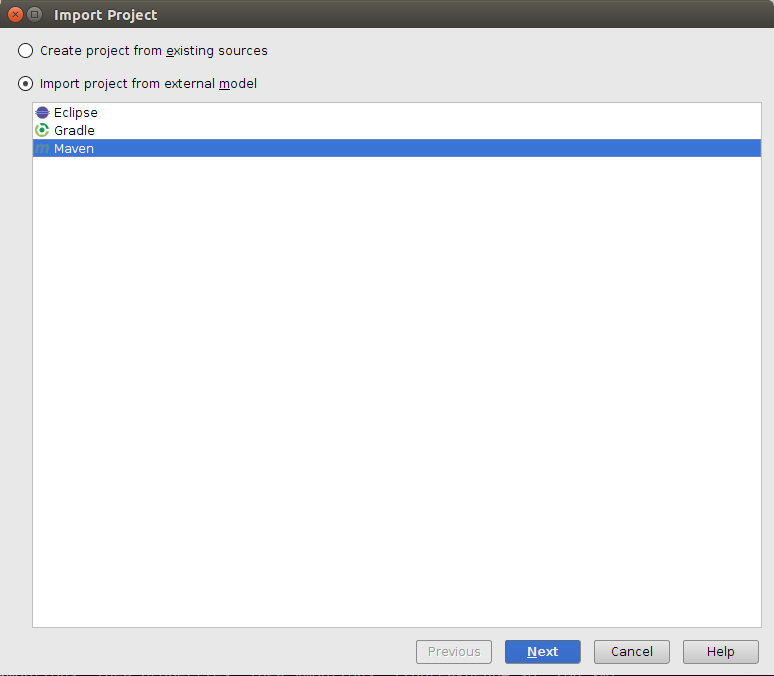 Import Project
Create project from existing sources
Import project from external model
Eclipse
Gradle
m Maven
Previous
Next
Cancel
Help